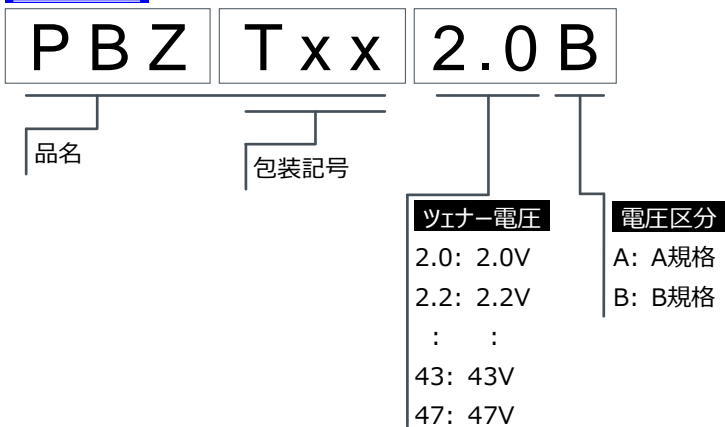 PBZ Txx 2.0B
品名
包装記号
ツェナー電圧 電圧区分
2.0: 2.0V A: A規格
2.2: 2.2V B: B規格
: :
43: 43V
47: 47V